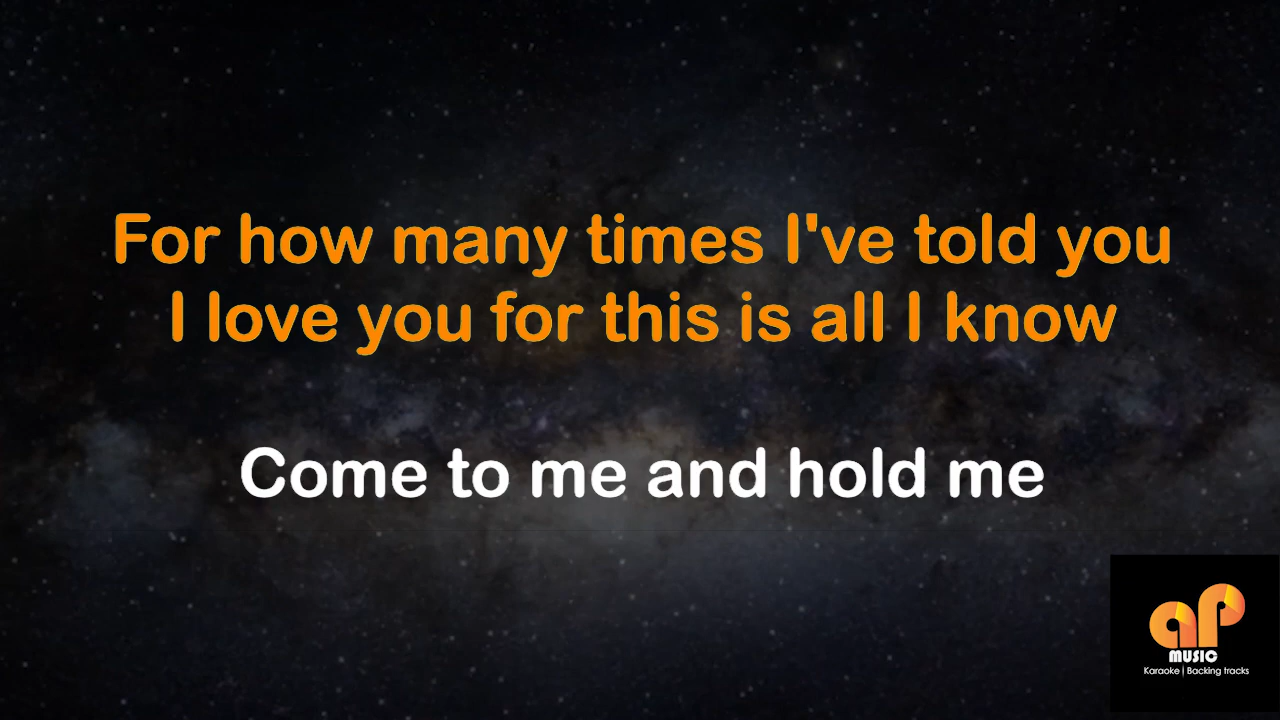 For how many times I've told you
I love you for this is all I know
Come to me and hold me
ap
MUSIC
Karaoke | Backing tracks